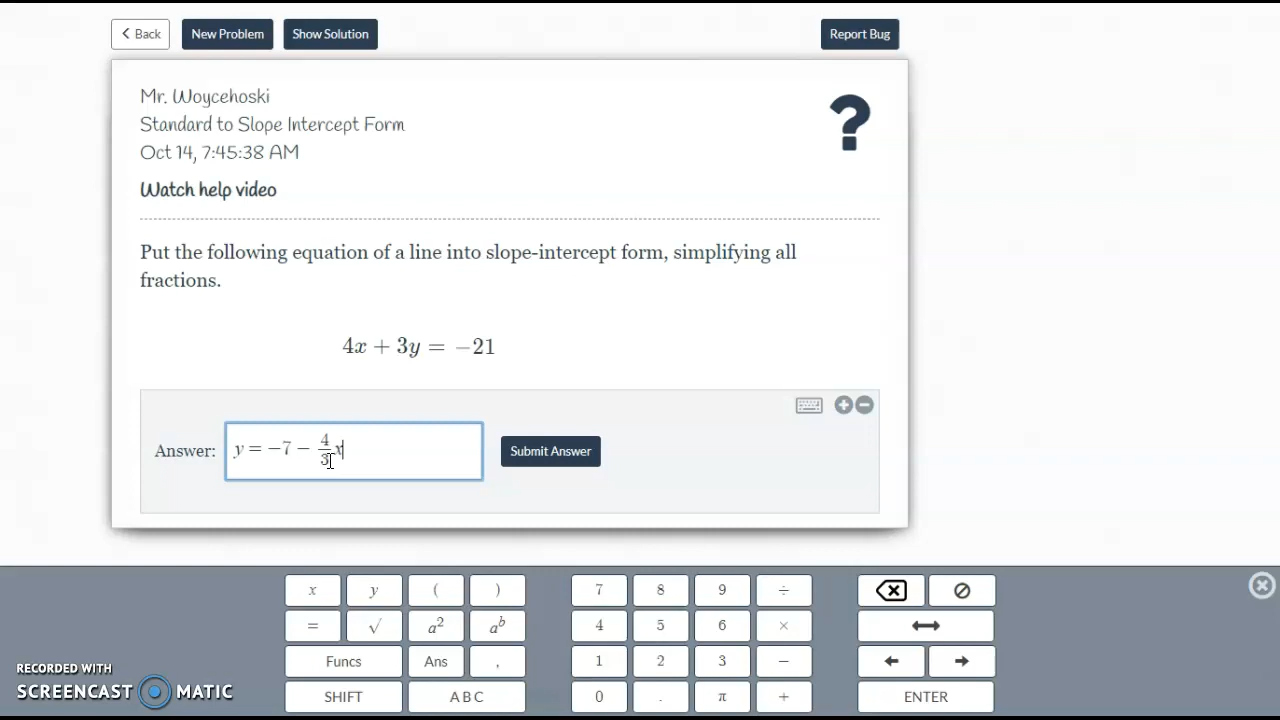 Back New Problem Show Solution Report Bug
Mr. Woycehoski
Standard to Slope Intercept Form
Oct 14, 7:45:38 AM
?
Watch help video
Put the following equation of a line into slope-intercept form, simplifying all
fractions.
4x + 3y = −21
Answer: y = −7 − 4/3 x Submit Answer
x y ( ) 7 8 9 ÷
= √ a² aᵇ 4 5 6 ×
Funcs Ans , 1 2 3 −
SHIFT A B C 0 . π + ENTER
RECORDED WITH
SCREENCAST MATIC